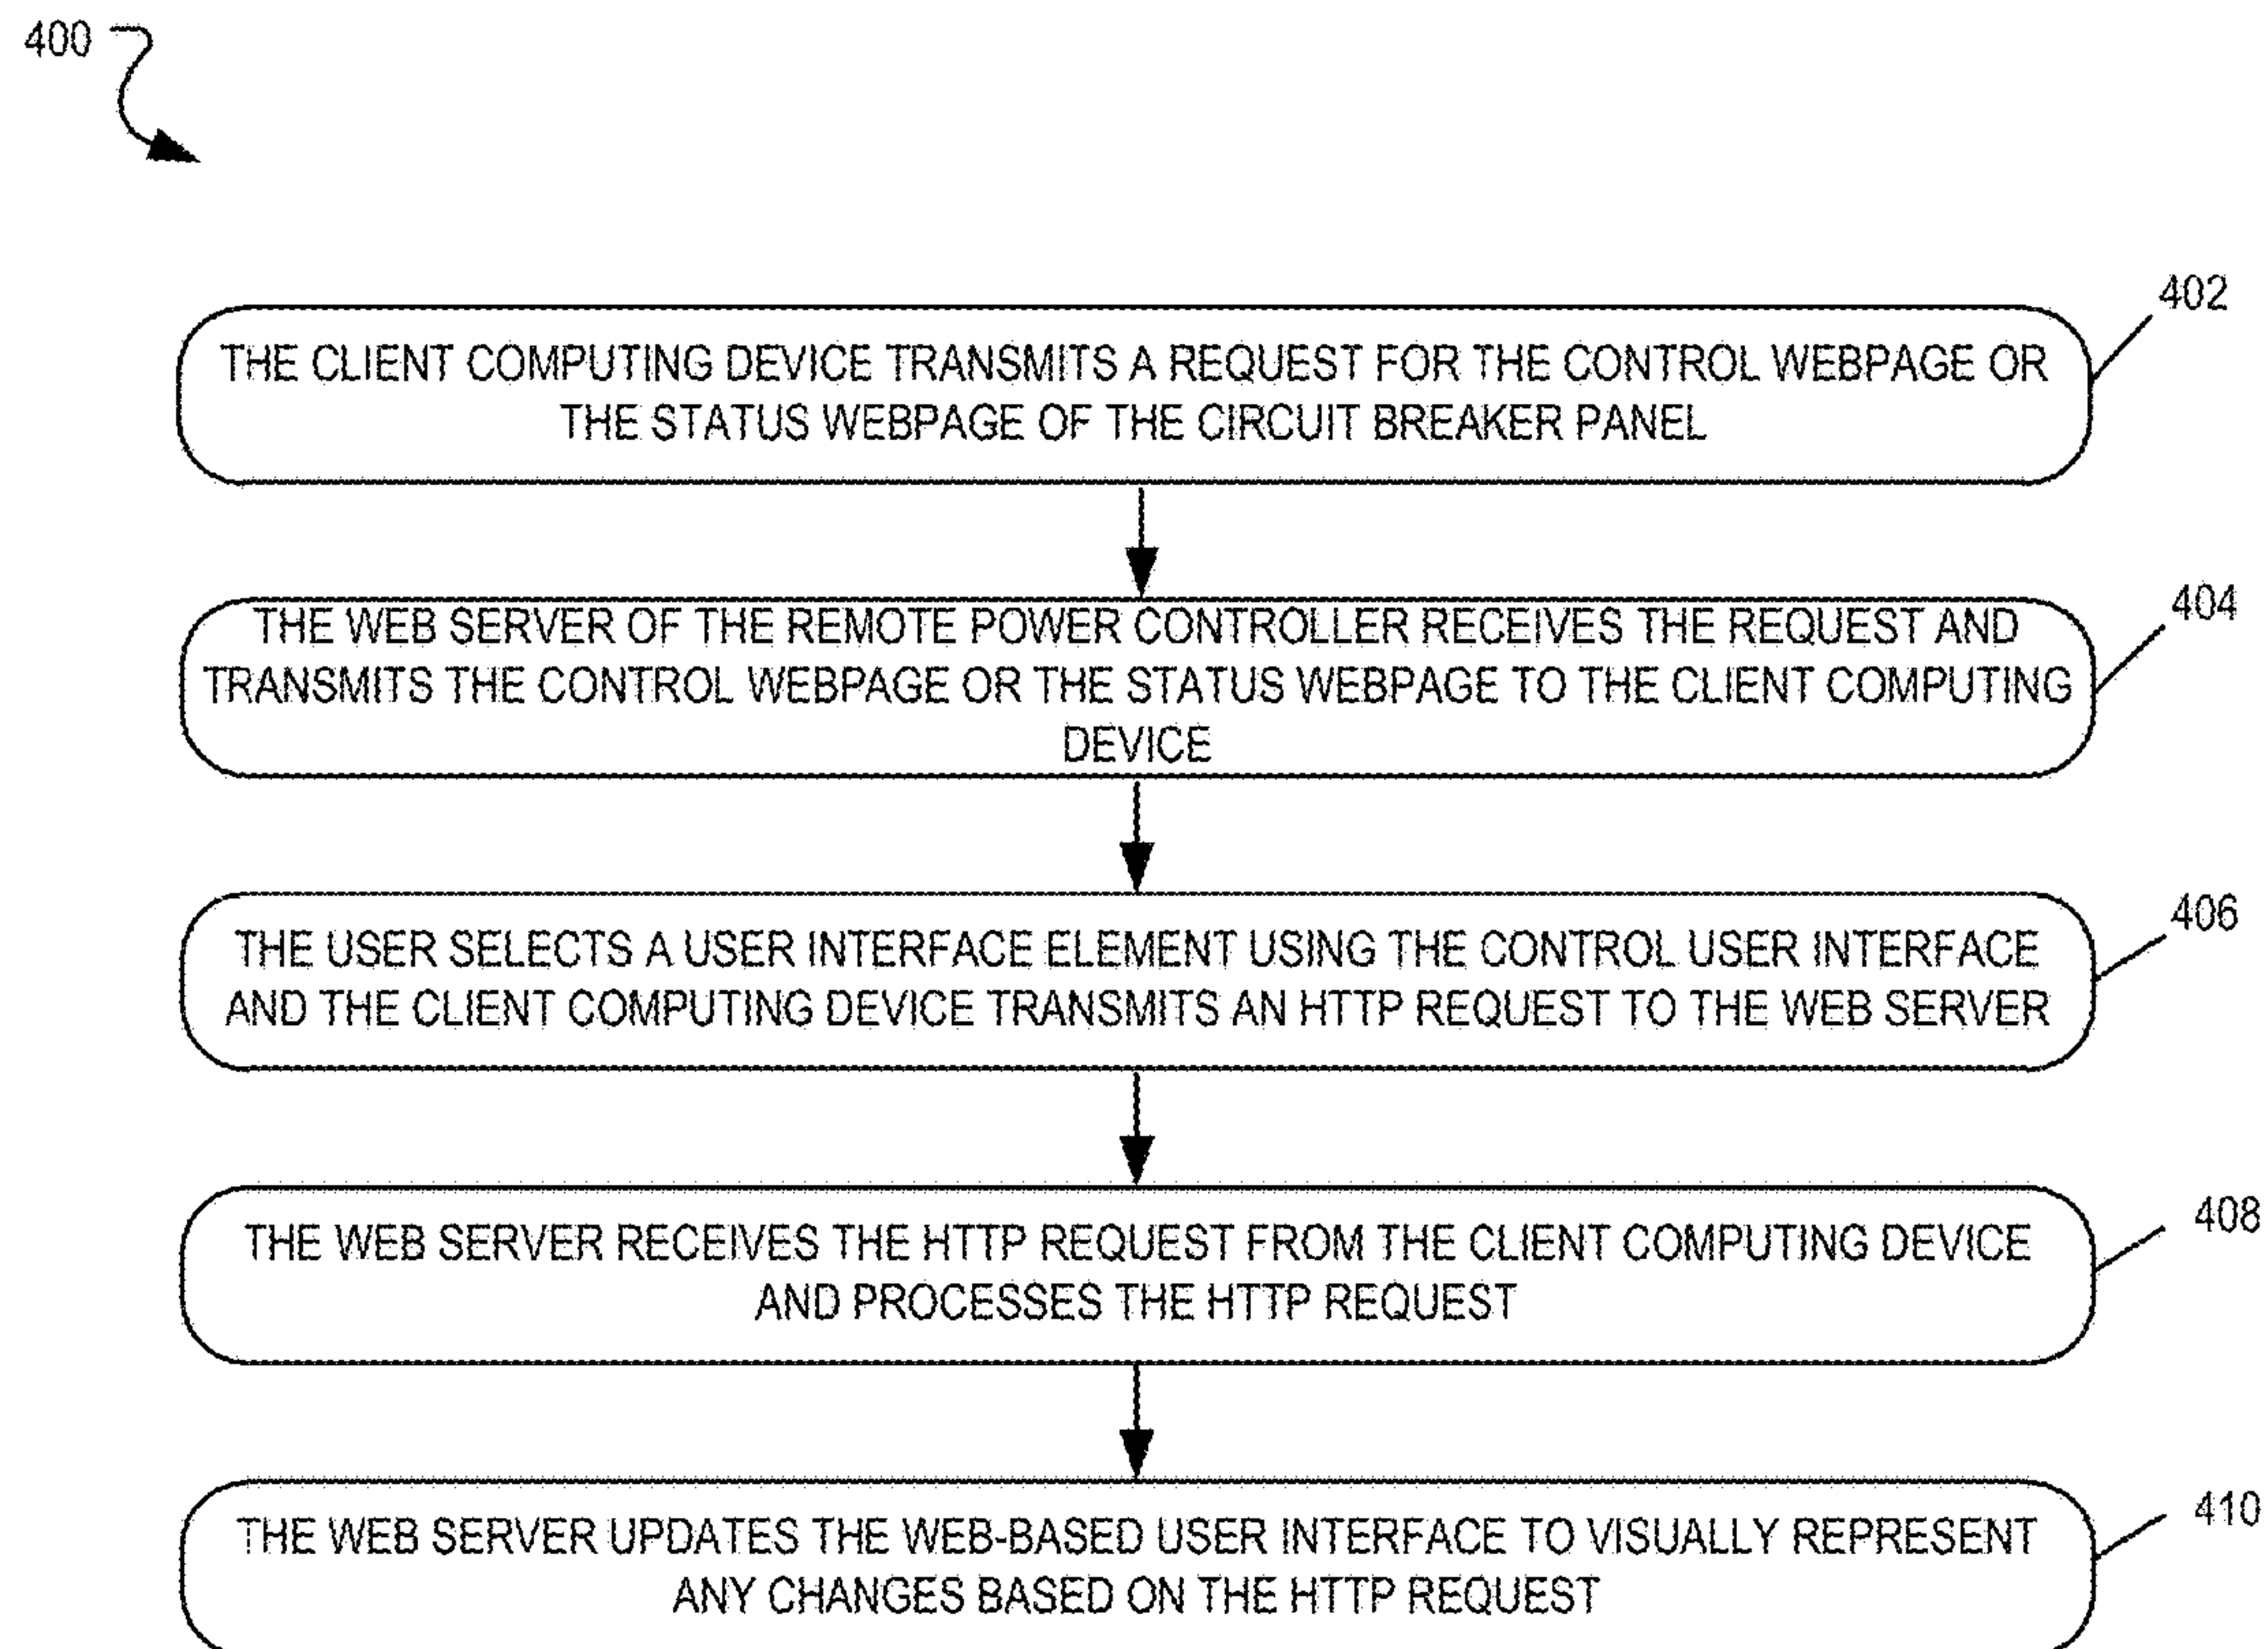 400
402
THE CLIENT COMPUTING DEVICE TRANSMITS A REQUEST FOR THE CONTROL WEBPAGE OR
THE STATUS WEBPAGE OF THE CIRCUIT BREAKER PANEL
404
THE WEB SERVER OF THE REMOTE POWER CONTROLLER RECEIVES THE REQUEST AND
TRANSMITS THE CONTROL WEBPAGE OR THE STATUS WEBPAGE TO THE CLIENT COMPUTING
DEVICE
406
THE USER SELECTS A USER INTERFACE ELEMENT USING THE CONTROL USER INTERFACE
AND THE CLIENT COMPUTING DEVICE TRANSMITS AN HTTP REQUEST TO THE WEB SERVER
408
THE WEB SERVER RECEIVES THE HTTP REQUEST FROM THE CLIENT COMPUTING DEVICE
AND PROCESSES THE HTTP REQUEST
410
THE WEB SERVER UPDATES THE WEB-BASED USER INTERFACE TO VISUALLY REPRESENT
ANY CHANGES BASED ON THE HTTP REQUEST